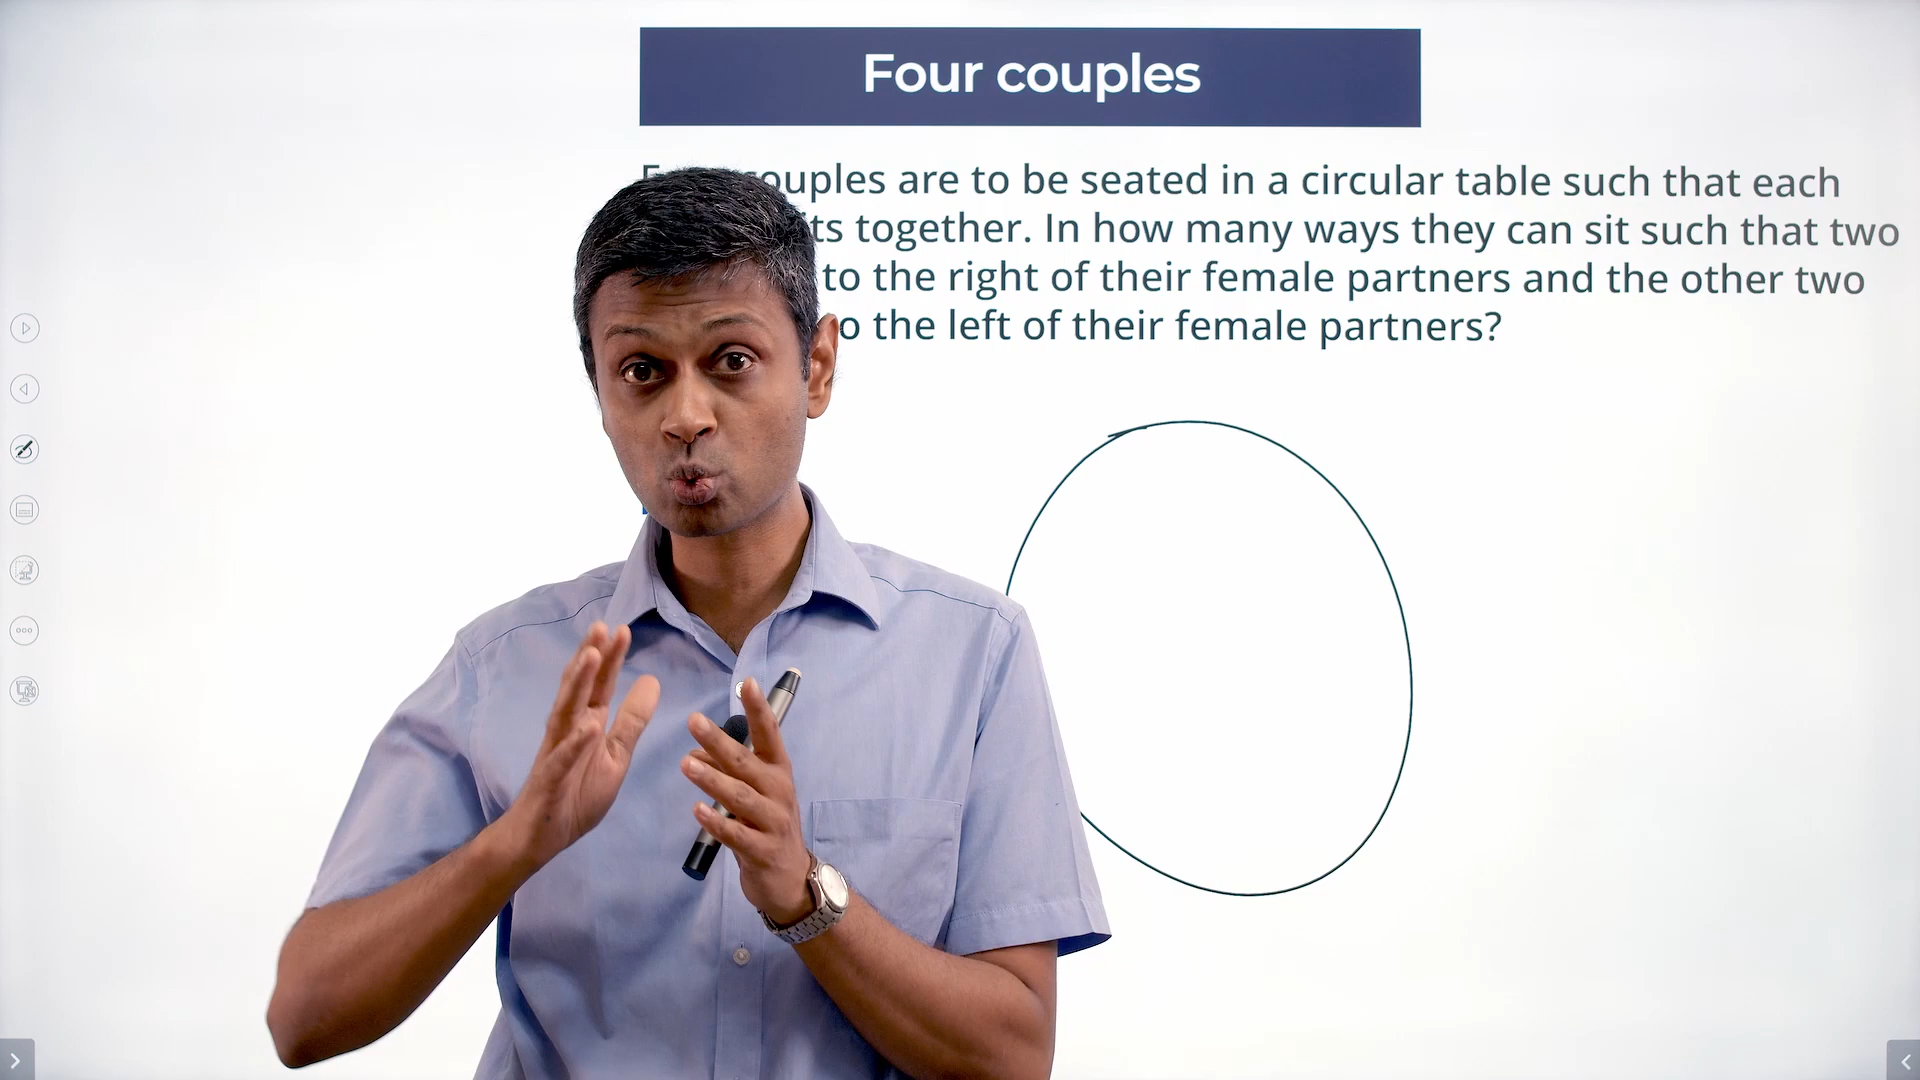 Four couples
couples are to be seated in a circular table such that each
together. In how many ways they can sit such that two
to the right of their female partners and the other two
the left of their female partners?